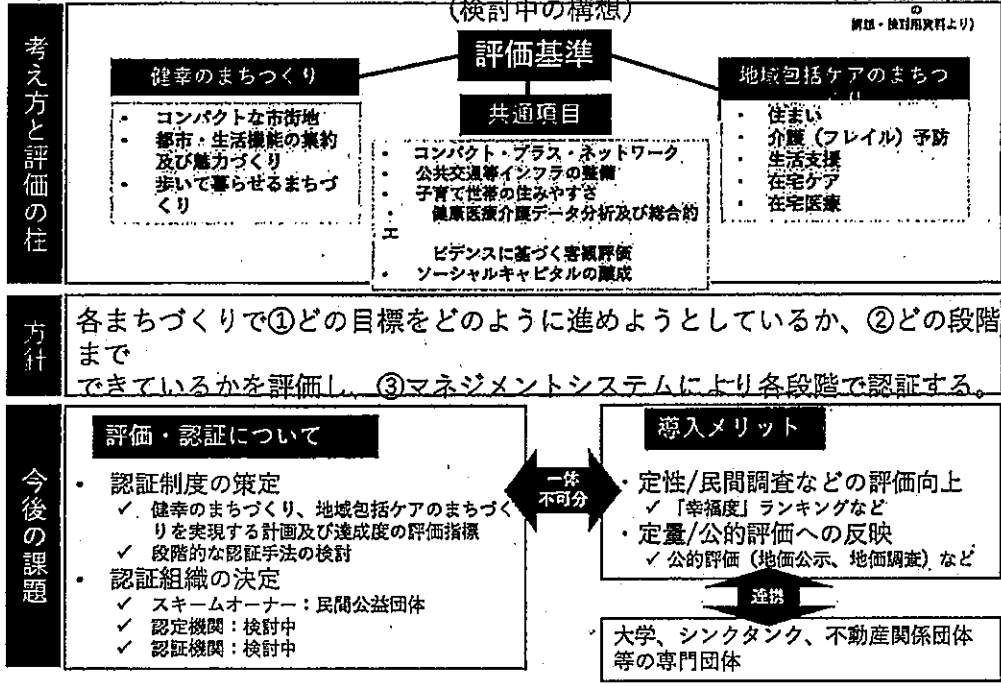 (検討中の構想)
の
構想・検討用資料より)
考え方と評価の柱
評価基準
健幸のまちつくり
・ コンパクトな市街地
・ 都市・生活機能の集約
及び魅力づくり
・ 歩いて暮らせるまちづ
くり
共通項目
・ コンパクト・プラス・ネットワーク
・ 公共交通等インフラの整備
・ 子育て世帯の住みやすさ
・ 健康医療介護データ分析及び総合的
エ
ビデンスに基づく客観評価
・ ソーシャルキャピタルの醸成
地域包括ケアのまちつ
くり
・ 住まい
・ 介護（フレイル）予防
・ 生活支援
・ 在宅ケア
・ 在宅医療
方針
各まちづくりで①どの目標をどのように進めようとしているか、②どの段階
まで
できているかを評価し、③マネジメントシステムにより各段階で認証する。
今後の課題
評価・認証について
・ 認証制度の策定
✓ 健幸のまちづくり、地域包括ケアのまちづく
りを実現する計画及び達成度の評価指標
✓ 段階的な認証手法の検討
・ 認証組織の決定
✓ スキームオーナー：民間公益団体
✓ 認定機関：検討中
✓ 認証機関：検討中
一体
不可分
導入メリット
・定性/民間調査などの評価向上
✓ 「幸福度」ランキングなど
・定量/公的評価への反映
✓ 公的評価（地価公示、地価調査）など
連携
大学、シンクタンク、不動産関係団体
等の専門団体